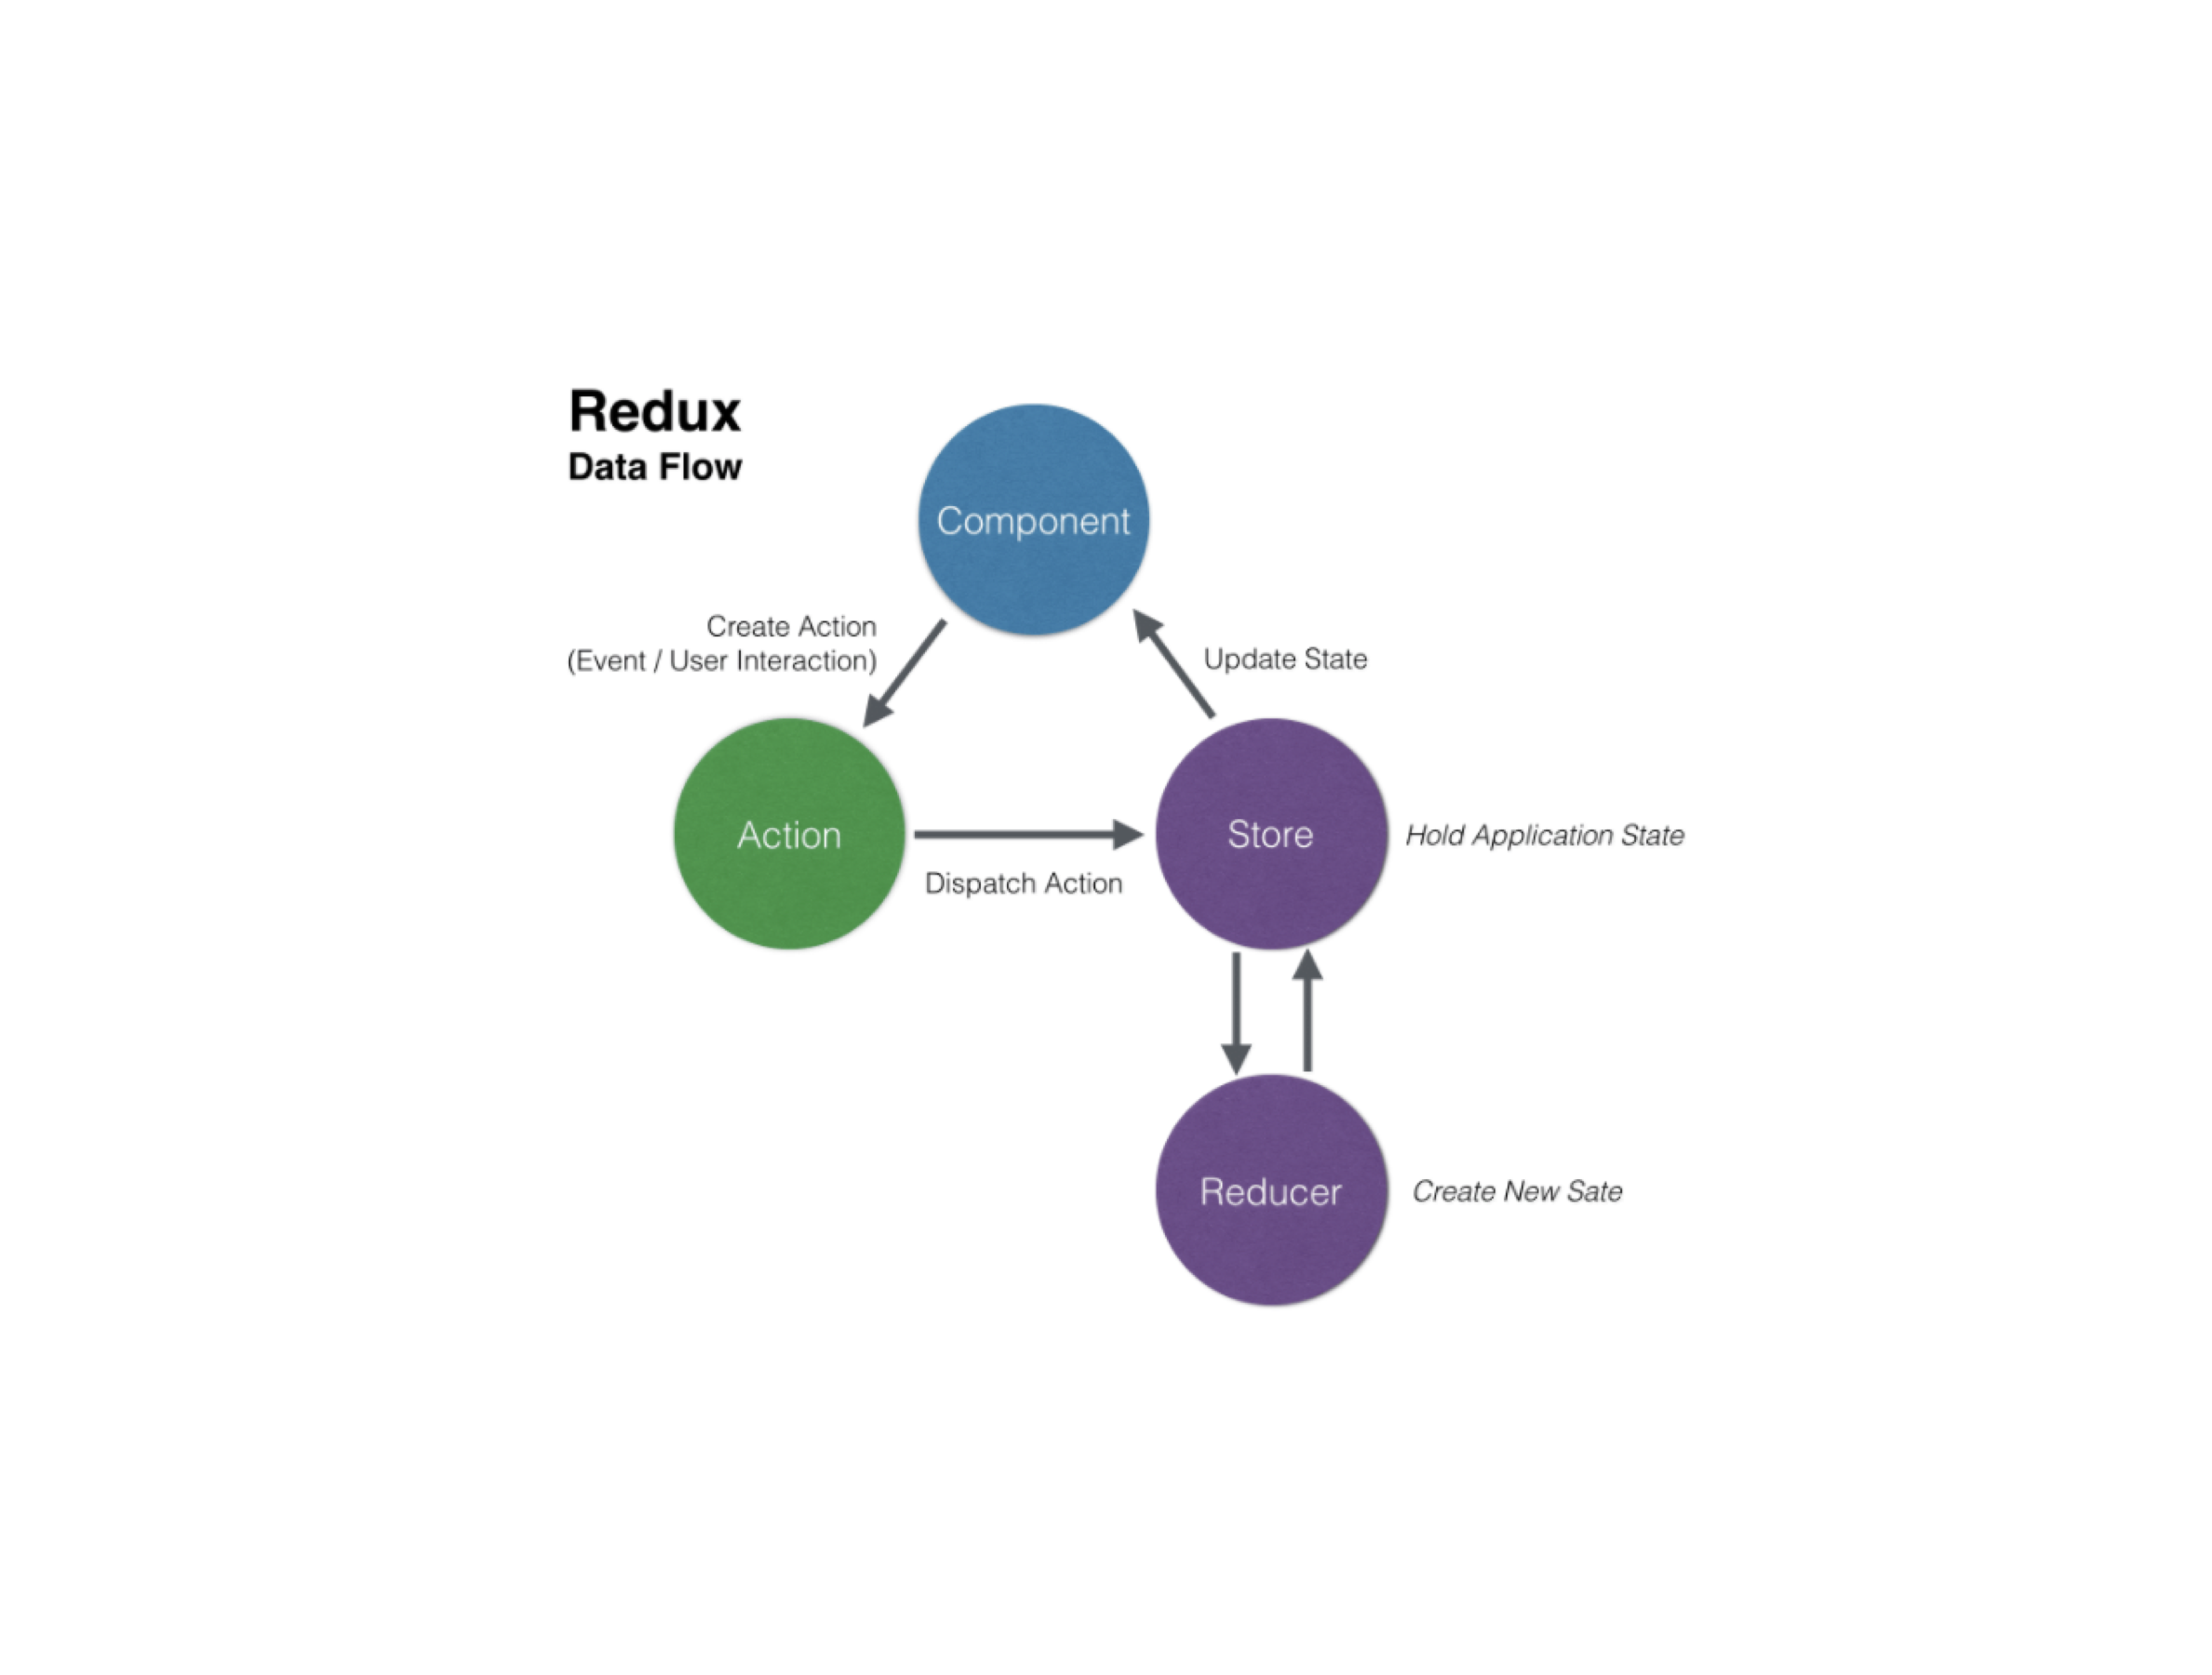 Redux
Data Flow
Component
Create Action
(Event / User Interaction)
Update State
Action
Dispatch Action
Store
Hold Application State
Reducer
Create New Sate